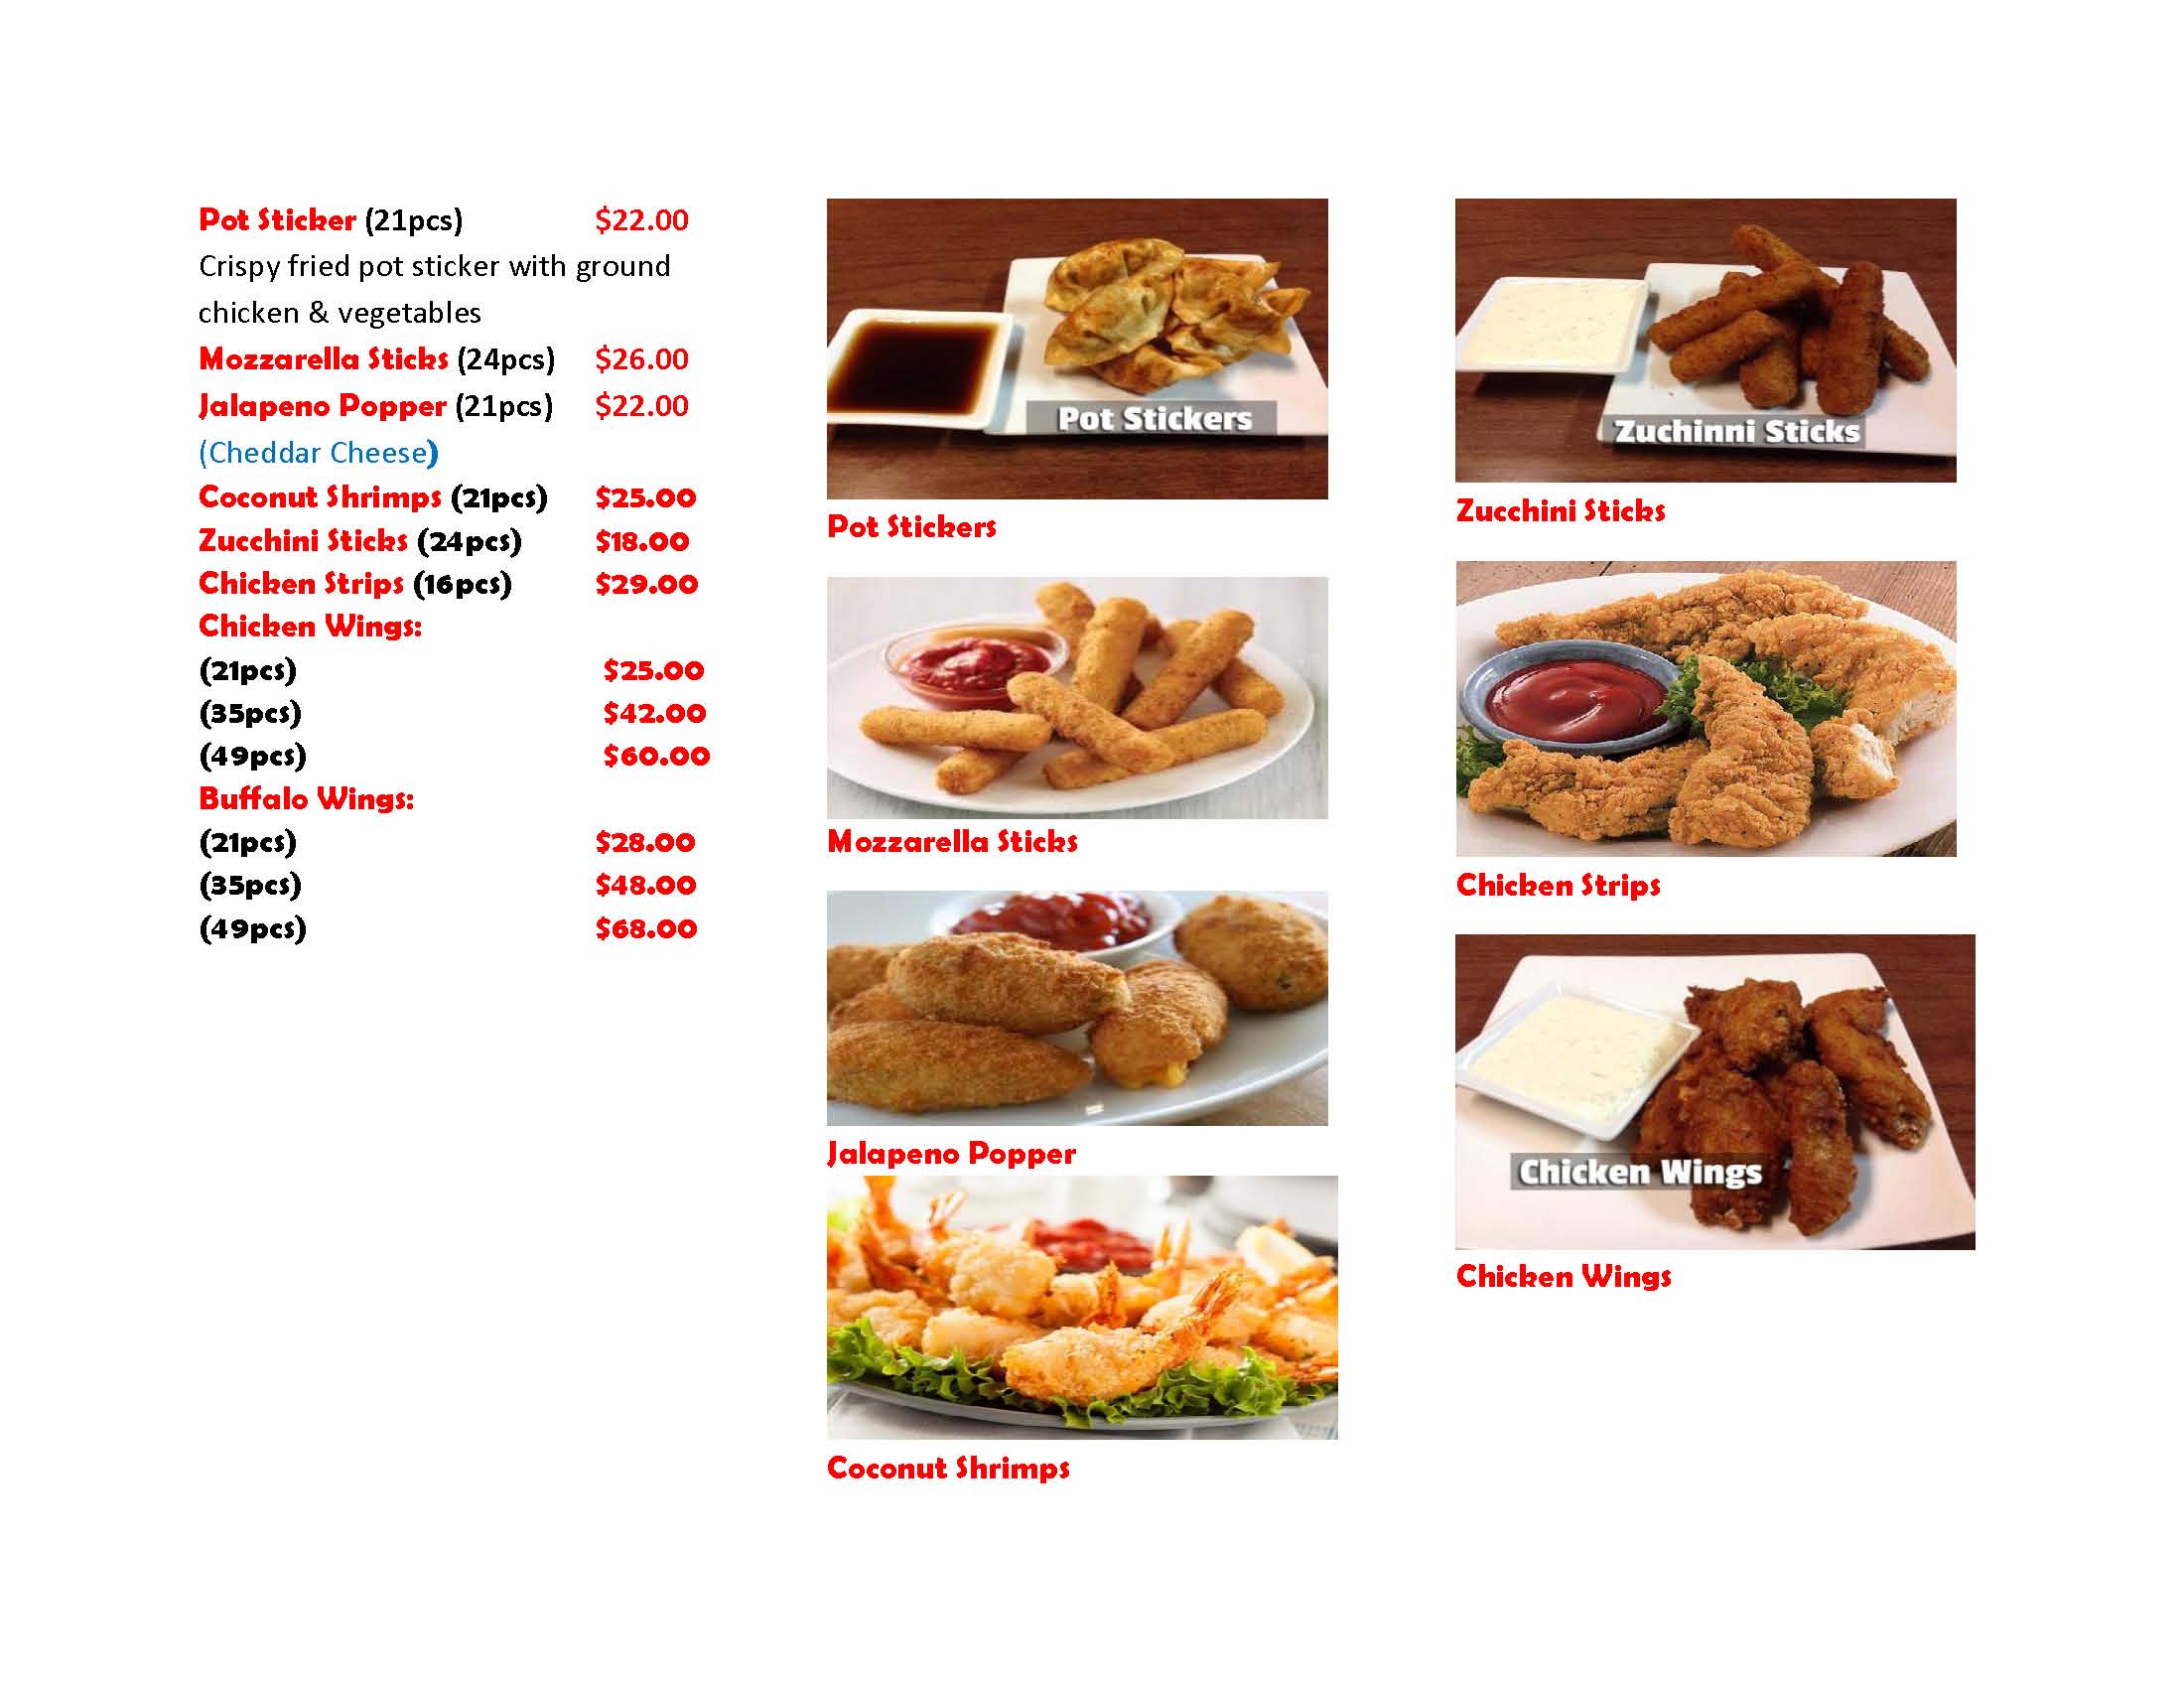 Pot Sticker (21pcs) $22.00
Crispy fried pot sticker with ground
chicken & vegetables
Mozzarella Sticks (24pcs) $26.00
Jalapeno Popper (21pcs) $22.00
(Cheddar Cheese)
Coconut Shrimps (21pcs) $25.00
Zucchini Sticks (24pcs) $18.00
Chicken Strips (16pcs) $29.00
Chicken Wings:
(21pcs) $25.00
(35pcs) $42.00
(49pcs) $60.00
Buffalo Wings:
(21pcs) $28.00
(35pcs) $48.00
(49pcs) $68.00
Pot Stickers
Pot Stickers
Mozzarella Sticks
Jalapeno Popper
Coconut Shrimps
Zuchinni Sticks
Zucchini Sticks
Chicken Strips
Chicken Wings
Chicken Wings